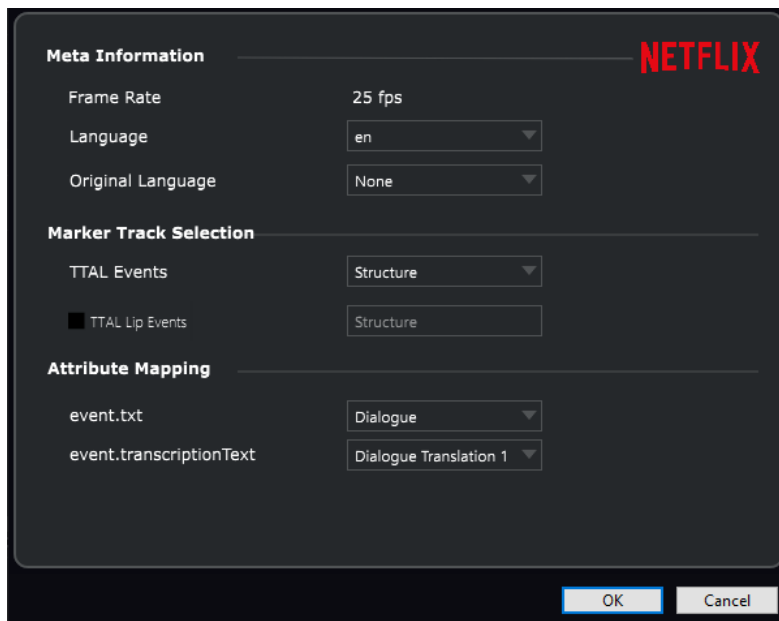 Meta Information
NETFLIX
Frame Rate 25 fps
Language en
Original Language None
Marker Track Selection
TTAL Events Structure
TTAL Lip Events Structure
Attribute Mapping
event.txt Dialogue
event.transcriptionText Dialogue Translation 1
OK Cancel